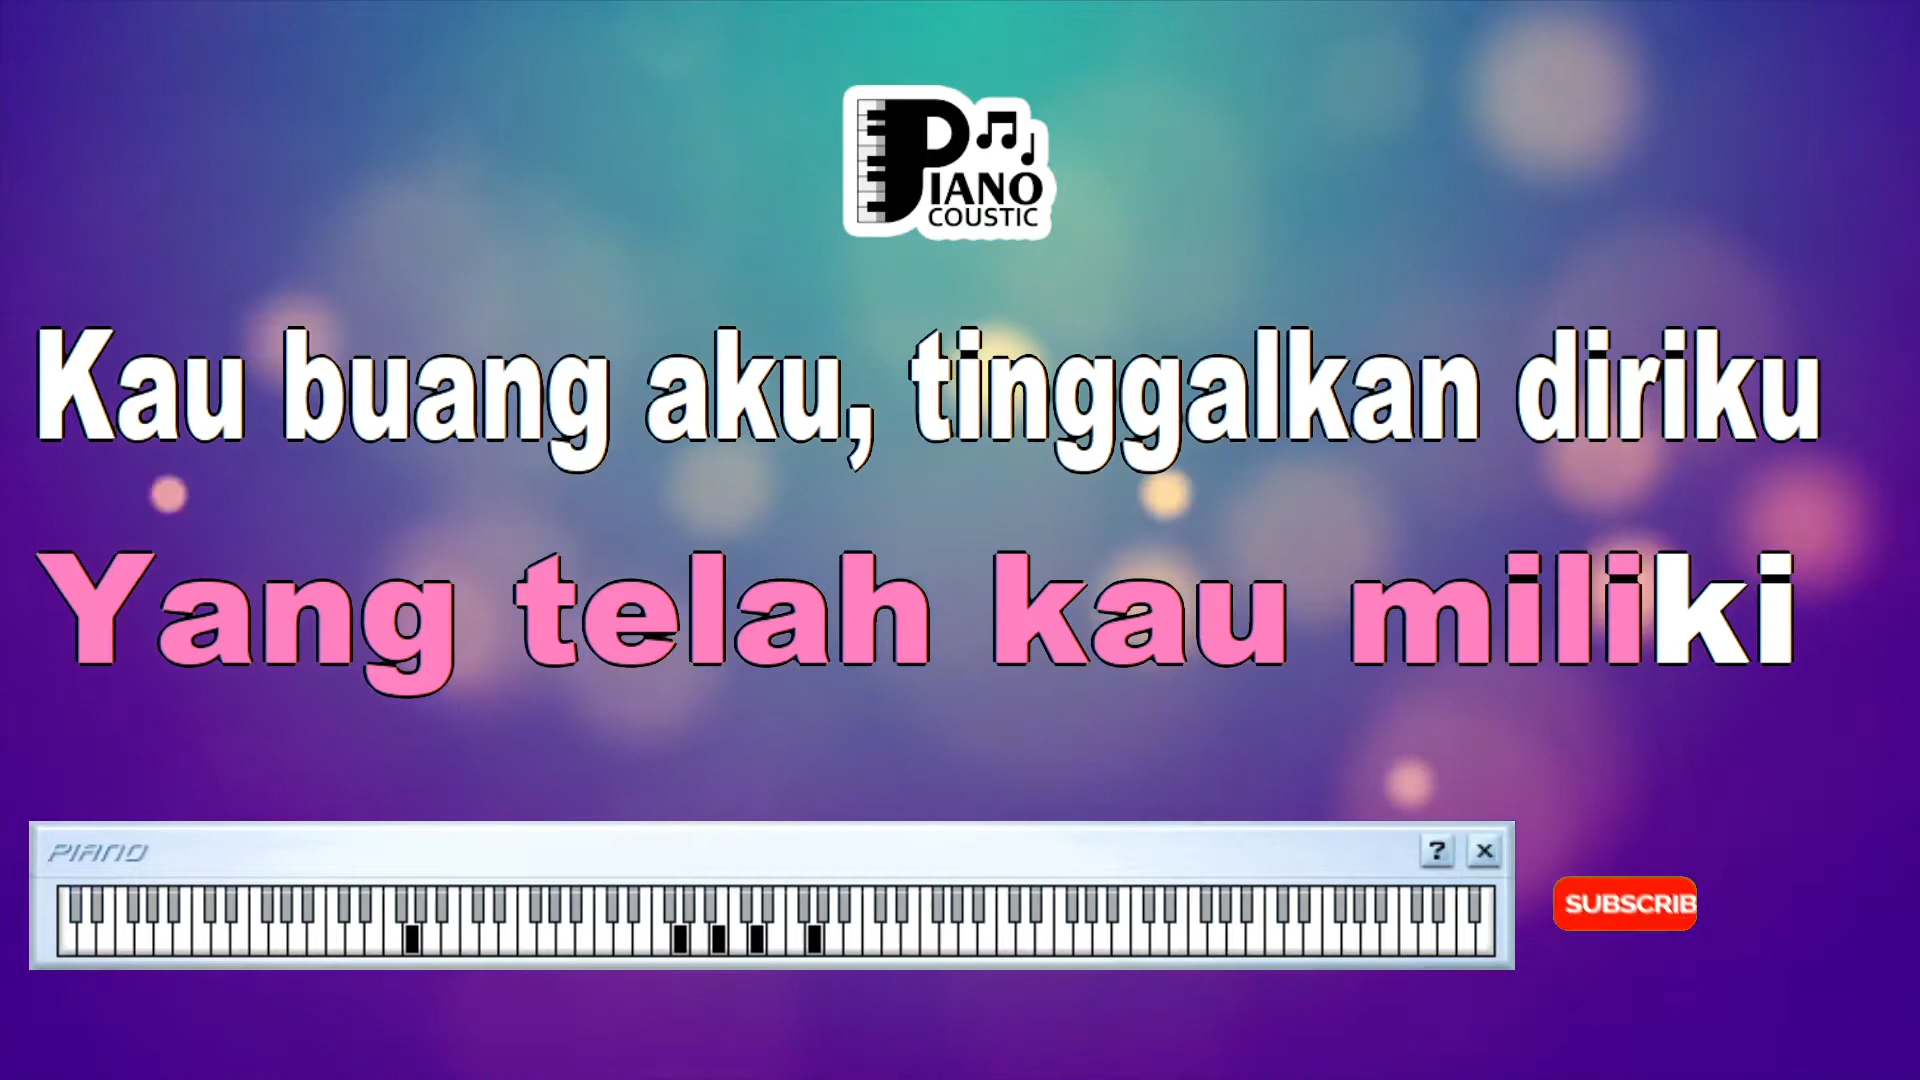 PIANO
COUSTIC
Kau buang aku, tinggalkan diriku
Yang telah kau miliki
PIANO
? x
SUBSCRIB